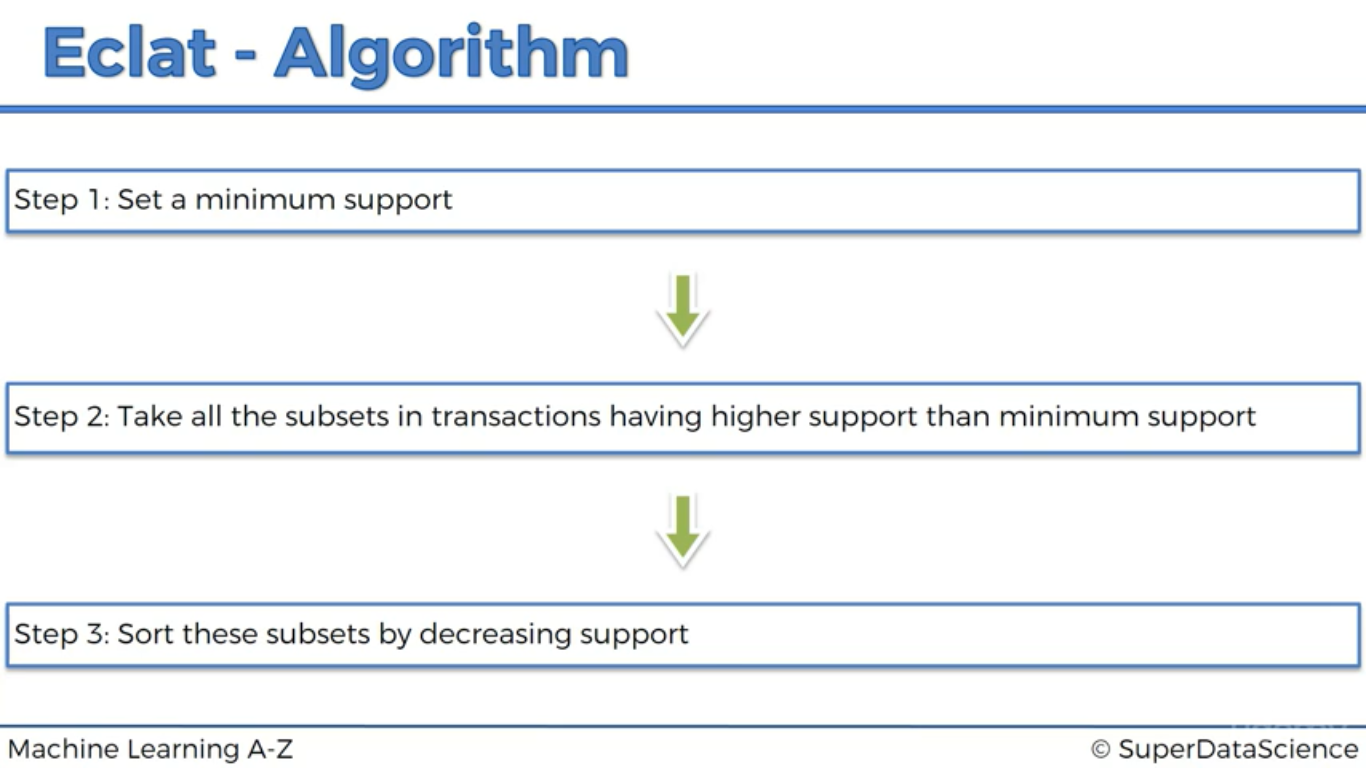 Eclat - Algorithm
Step 1: Set a minimum support
Step 2: Take all the subsets in transactions having higher support than minimum support
Step 3: Sort these subsets by decreasing support
Machine Learning A-Z
© SuperDataScience